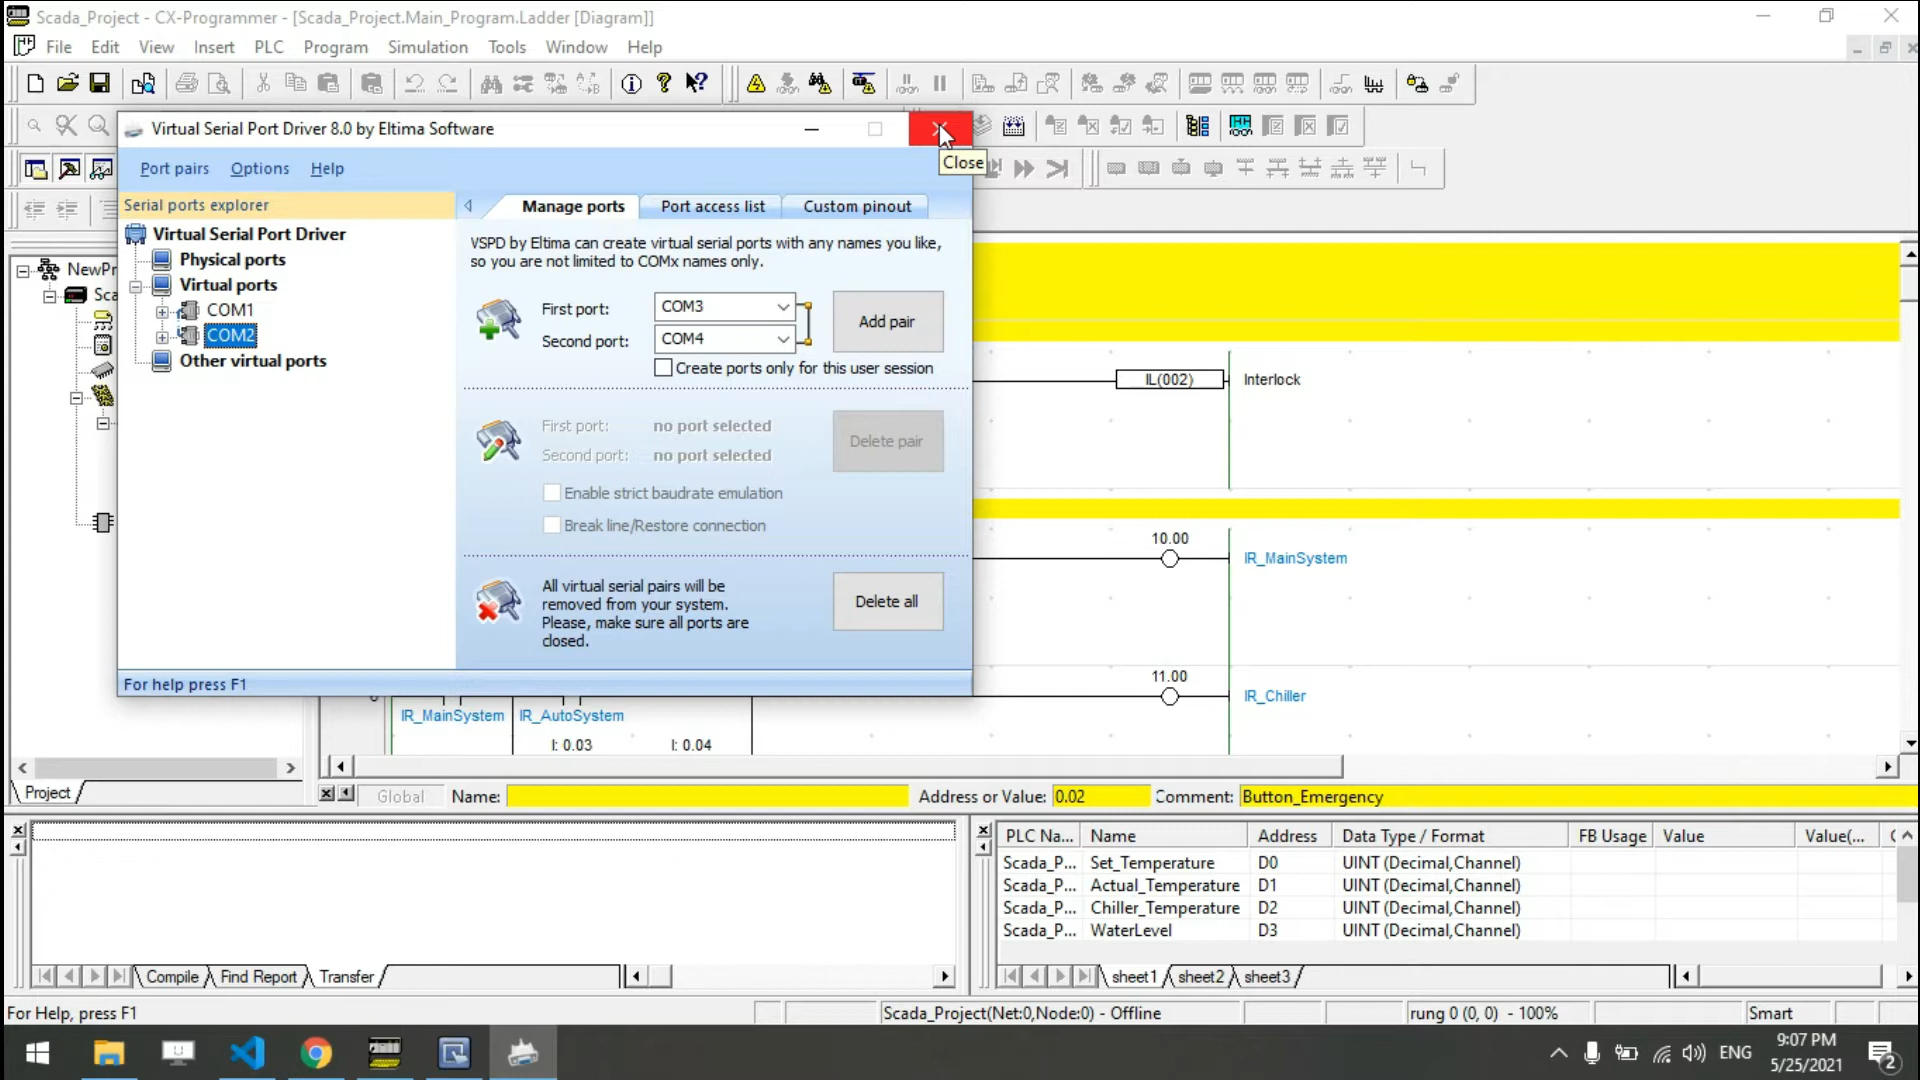 Scada_Project - CX-Programmer - [Scada_Project.Main_Program.Ladder [Diagram]]
File Edit View Insert PLC Program Simulation Tools Window Help
Virtual Serial Port Driver 8.0 by Eltima Software
Close
Port pairs Options Help
Serial ports explorer
Manage ports Port access list Custom pinout
Virtual Serial Port Driver
Physical ports
Virtual ports
COM1
COM2
Other virtual ports
VSPD by Eltima can create virtual serial ports with any names you like,
so you are not limited to COMx names only.
First port: COM3
Second port: COM4
Add pair
Create ports only for this user session
First port: no port selected
Second port: no port selected
Delete pair
Enable strict baudrate emulation
Break line/Restore connection
All virtual serial pairs will be
removed from your system.
Please, make sure all ports are
closed.
Delete all
For help press F1
NewPr
Sca
IL(002) Interlock
10.00
IR_MainSystem
11.00
IR_Chiller
IR_MainSystem IR_AutoSystem
I: 0.03 I: 0.04
Project
Global Name: Address or Value: 0.02 Comment: Button_Emergency
PLC Na... Name Address Data Type / Format FB Usage Value Value(...
Scada_P... Set_Temperature D0 UINT (Decimal,Channel)
Scada_P... Actual_Temperature D1 UINT (Decimal,Channel)
Scada_P... Chiller_Temperature D2 UINT (Decimal,Channel)
Scada_P... WaterLevel D3 UINT (Decimal,Channel)
Compile Find Report Transfer
sheet1 sheet2 sheet3
For Help, press F1
Scada_Project(Net:0,Node:0) - Offline
rung 0 (0, 0) - 100%
Smart
ENG
9:07 PM
5/25/2021
2